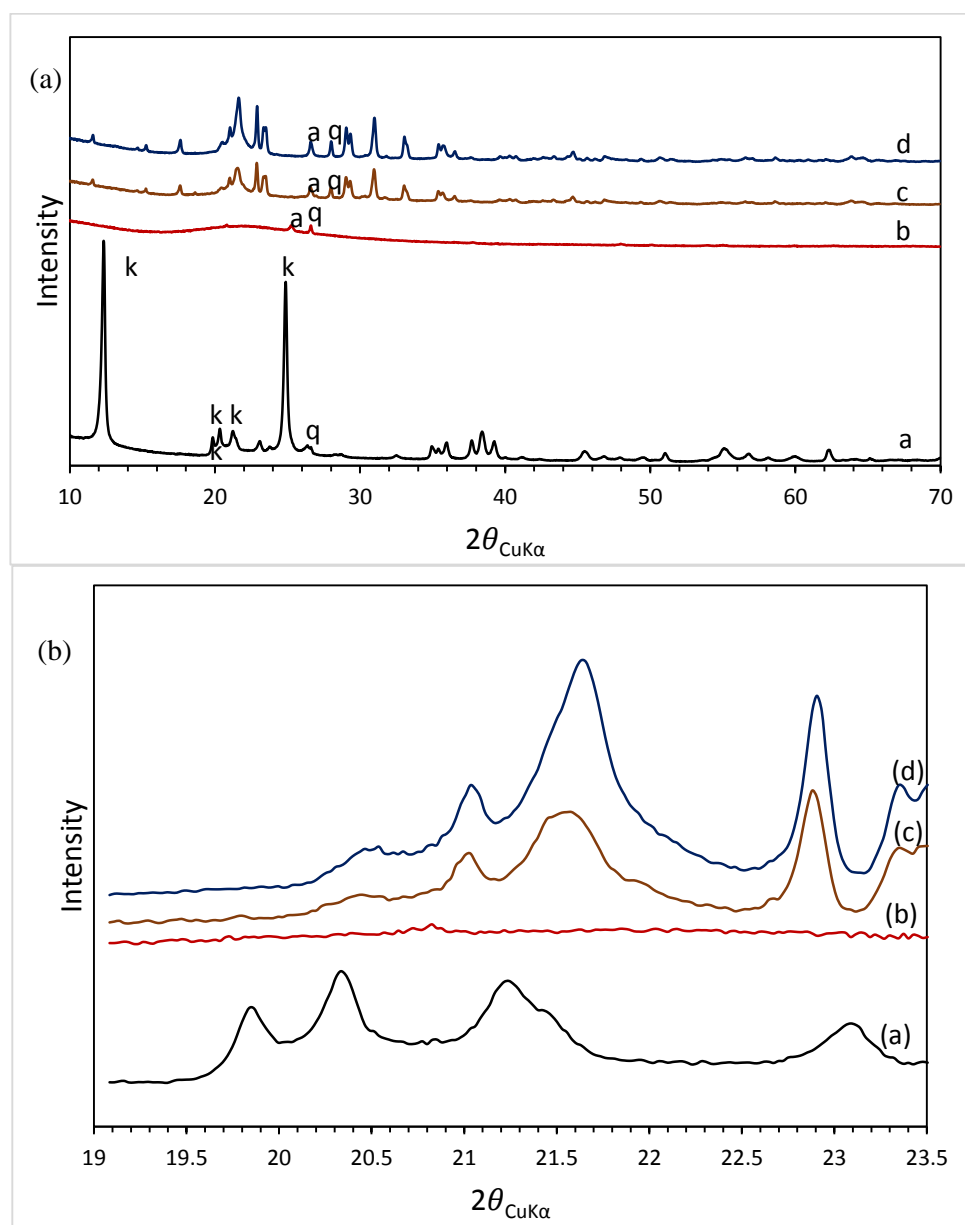 (a)
Intensity
a q d
a q c
a q b
k k
k k
k
q a
10 20 30 40 50 60 70
2θCuKα
(b)
Intensity
(d)
(c)
(b)
(a)
19 19.5 20 20.5 21 21.5 22 22.5 23 23.5
2θCuKα